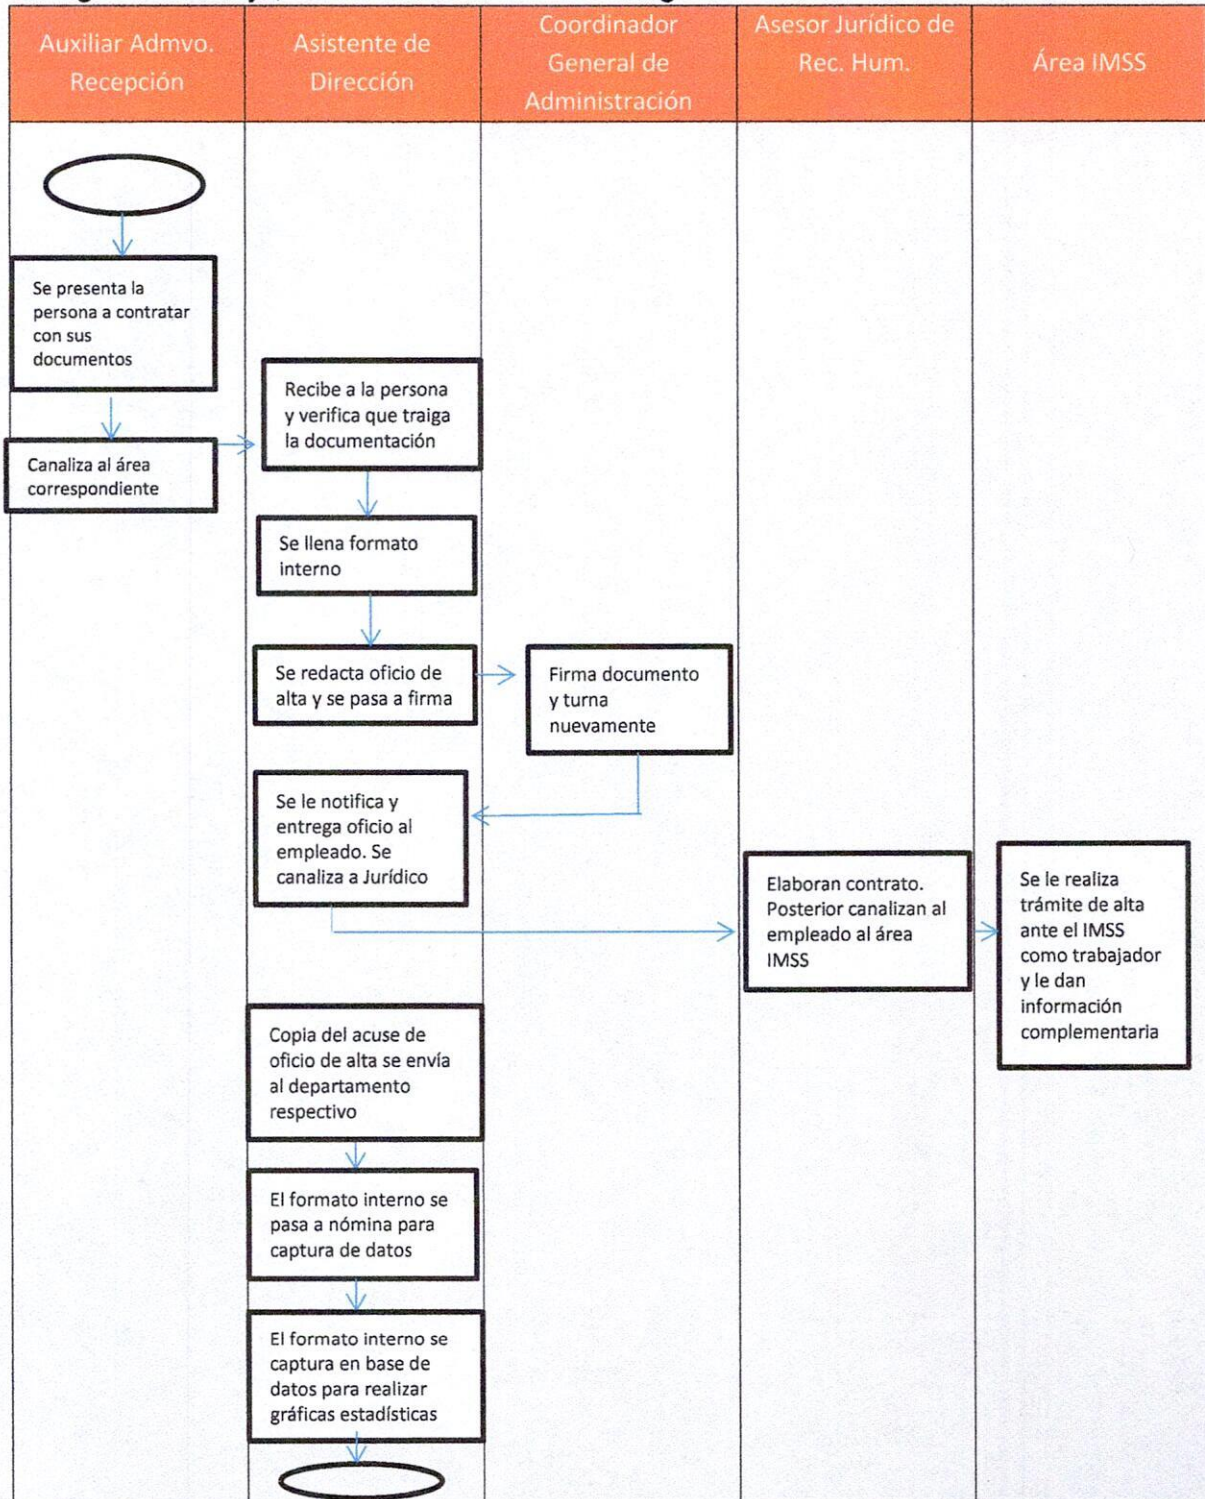 Auxiliar Admvo.
Recepción
Asistente de
Dirección
Coordinador
General de
Administración
Asesor Jurídico de
Rec. Hum.
Área IMSS
Se presenta la
persona a contratar
con sus
documentos
Canaliza al área
correspondiente
Recibe a la persona
y verifica que traiga
la documentación
Se llena formato
interno
Se redacta oficio de
alta y se pasa a firma
Firma documento
y turna
nuevamente
Se le notifica y
entrega oficio al
empleado. Se
canaliza a Jurídico
Elaboran contrato.
Posterior canalizan al
empleado al área
IMSS
Se le realiza
trámite de alta
ante el IMSS
como trabajador
y le dan
información
complementaria
Copia del acuse de
oficio de alta se envía
al departamento
respectivo
El formato interno se
pasa a nómina para
captura de datos
El formato interno se
captura en base de
datos para realizar
gráficas estadísticas